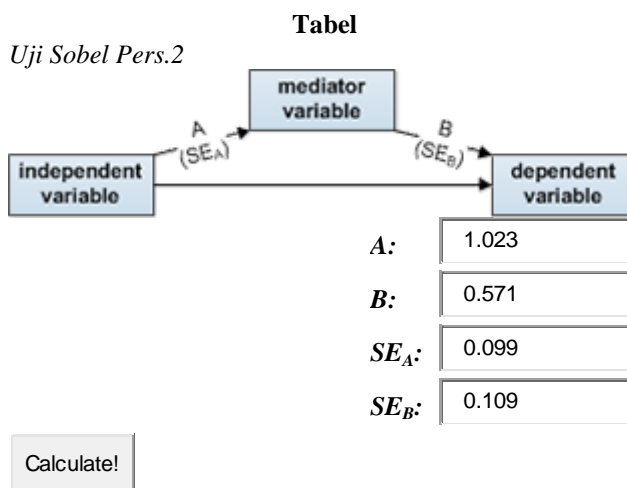 Tabel
Uji Sobel Pers.2
mediator
variable
A
(SEA)
B
(SEB)
independent
variable
dependent
variable
A: 1.023
B: 0.571
SEA: 0.099
SEB: 0.109
Calculate!